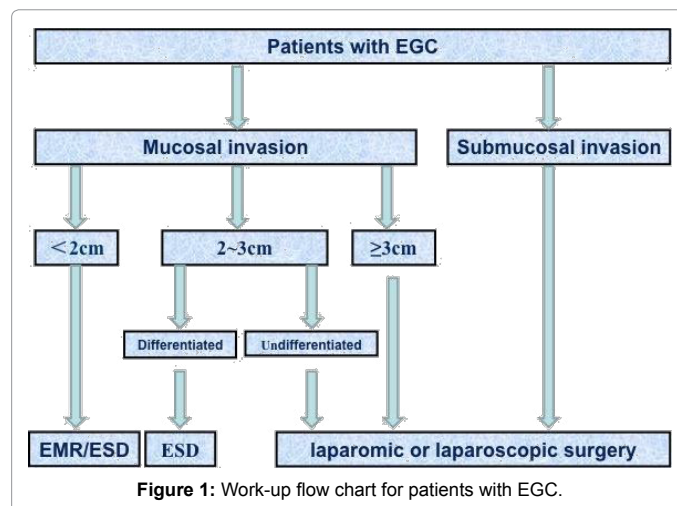 Patients with EGC
Mucosal invasion
Submucosal invasion
<2cm
2~3cm
≥3cm
Differentiated
Undifferentiated
EMR/ESD
ESD
laparomic or laparoscopic surgery
Figure 1: Work-up flow chart for patients with EGC.